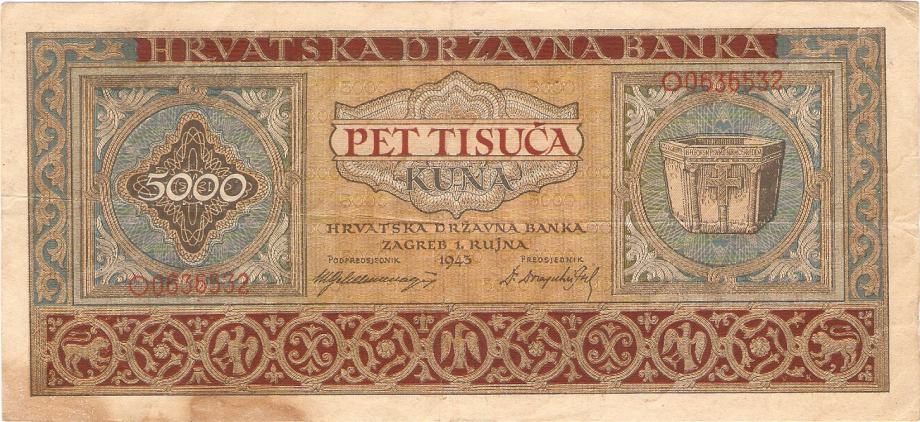 HRVATSKA DRŽAVNA BANKA
O0636532
PET TISUĆA
5000
KUNA
HRVATSKA DRŽAVNA BANKA
ZAGREB 1. RUJNA
1943
PODPREDSJEDNIK
PREDSJEDNIK
O0636532